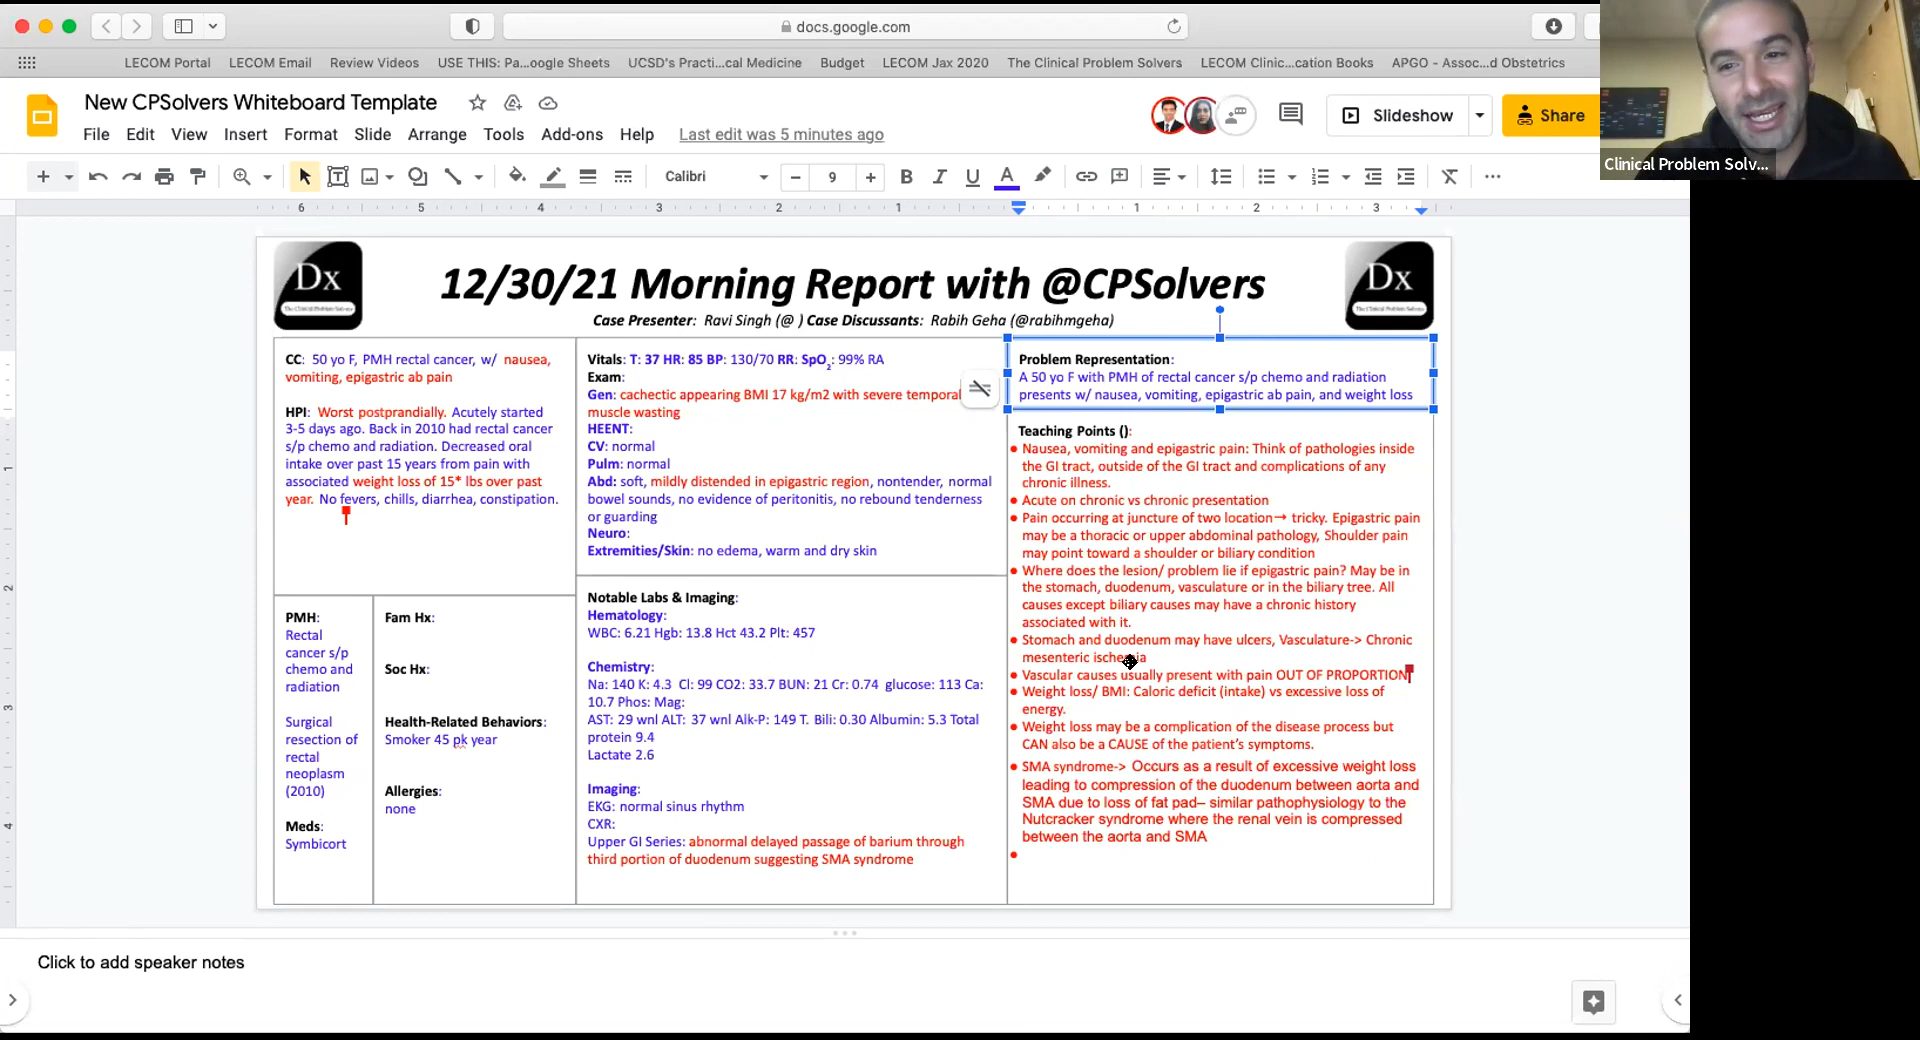 docs.google.com
LECOM Portal LECOM Email Review Videos USE THIS: Pa...oogle Sheets UCSD's Practi...cal Medicine Budget LECOM Jax 2020 The Clinical Problem Solvers LECOM Clinic...cation Books APGO - Assoc...d Obstetrics
New CPSolvers Whiteboard Template
File Edit View Insert Format Slide Arrange Tools Add-ons Help Last edit was 5 minutes ago
Slideshow
Share
Clinical Problem Solv...
Calibri
9
6 5 4 3 2 1 1 2 3
1
2
3
4
Dx
The Clinical Problem Solvers
12/30/21 Morning Report with @CPSolvers
Dx
The Clinical Problem Solvers
Case Presenter: Ravi Singh (@ ) Case Discussants: Rabih Geha (@rabihmgeha)
CC: 50 yo F, PMH rectal cancer, w/ nausea,
vomiting, epigastric ab pain
HPI: Worst postprandially. Acutely started
3-5 days ago. Back in 2010 had rectal cancer
s/p chemo and radiation. Decreased oral
intake over past 15 years from pain with
associated weight loss of 15* lbs over past
year. No fevers, chills, diarrhea, constipation.
PMH:
Rectal
cancer s/p
chemo and
radiation
Surgical
resection of
rectal
neoplasm
(2010)
Meds:
Symbicort
Fam Hx:
Soc Hx:
Health-Related Behaviors:
Smoker 45 pk year
Allergies:
none
Vitals: T: 37 HR: 85 BP: 130/70 RR: SpO2: 99% RA
Exam:
Gen: cachectic appearing BMI 17 kg/m2 with severe temporal
muscle wasting
HEENT:
CV: normal
Pulm: normal
Abd: soft, mildly distended in epigastric region, nontender, normal
bowel sounds, no evidence of peritonitis, no rebound tenderness
or guarding
Neuro:
Extremities/Skin: no edema, warm and dry skin
Notable Labs & Imaging:
Hematology:
WBC: 6.21 Hgb: 13.8 Hct 43.2 Plt: 457
Chemistry:
Na: 140 K: 4.3 Cl: 99 CO2: 33.7 BUN: 21 Cr: 0.74 glucose: 113 Ca:
10.7 Phos: Mag:
AST: 29 wnl ALT: 37 wnl Alk-P: 149 T. Bili: 0.30 Albumin: 5.3 Total
protein 9.4
Lactate 2.6
Imaging:
EKG: normal sinus rhythm
CXR:
Upper GI Series: abnormal delayed passage of barium through
third portion of duodenum suggesting SMA syndrome
Problem Representation:
A 50 yo F with PMH of rectal cancer s/p chemo and radiation
presents w/ nausea, vomiting, epigastric ab pain, and weight loss
Teaching Points ():
● Nausea, vomiting and epigastric pain: Think of pathologies inside
the GI tract, outside of the GI tract and complications of any
chronic illness.
● Acute on chronic vs chronic presentation
● Pain occurring at juncture of two location→ tricky. Epigastric pain
may be a thoracic or upper abdominal pathology, Shoulder pain
may point toward a shoulder or biliary condition
● Where does the lesion/ problem lie if epigastric pain? May be in
the stomach, duodenum, vasculature or in the biliary tree. All
causes except biliary causes may have a chronic history
associated with it.
● Stomach and duodenum may have ulcers, Vasculature-> Chronic
mesenteric ischemia
● Vascular causes usually present with pain OUT OF PROPORTION
● Weight loss/ BMI: Caloric deficit (intake) vs excessive loss of
energy.
● Weight loss may be a complication of the disease process but
CAN also be a CAUSE of the patient's symptoms.
● SMA syndrome-> Occurs as a result of excessive weight loss
leading to compression of the duodenum between aorta and
SMA due to loss of fat pad– similar pathophysiology to the
Nutcracker syndrome where the renal vein is compressed
between the aorta and SMA
●
Click to add speaker notes